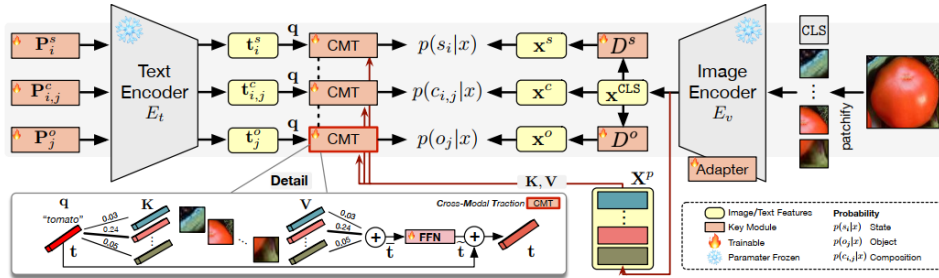 P_i^s
t_i^s
q
CMT
p(s_i|x)
x^s
D^s
CLS
Text
Encoder
E_t
P_{i,j}^c
t_{i,j}^c
q
CMT
p(c_{i,j}|x)
x^c
x^CLS
Image
Encoder
E_v
patchify
P_j^o
t_j^o
q
CMT
p(o_j|x)
x^o
D^o
Adapter
Detail
K, V
X^p
q
K
V
Cross-Modal Traction CMT
"tomato"
0.03
0.24
0.05
0.03
0.24
0.05
t
FFN
t̃
t
Image/Text Features
Key Module
Trainable
Paramater Frozen
Probability
p(s_i|x) State
p(o_j|x) Object
p(c_{i,j}|x) Composition